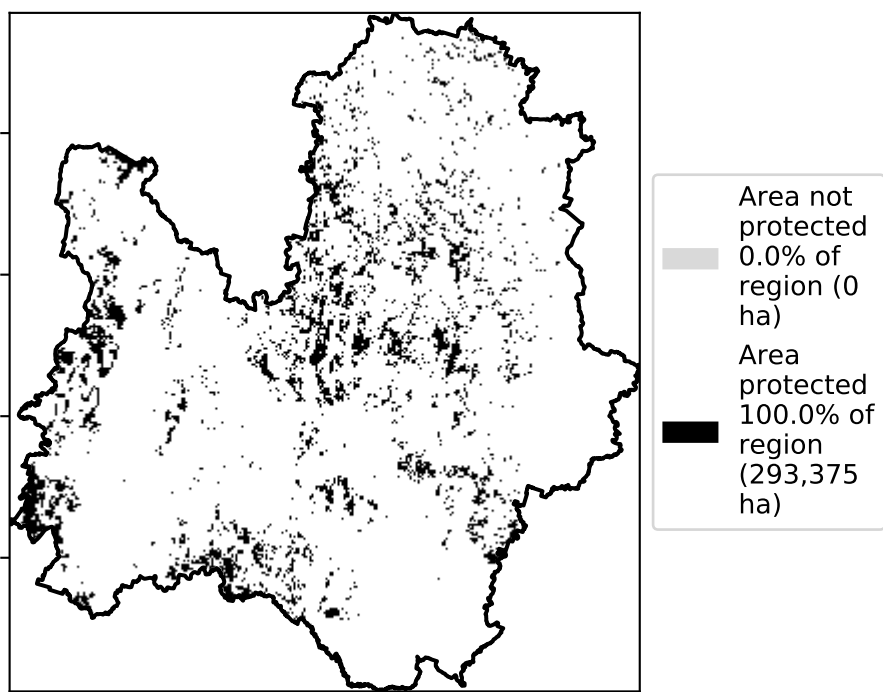 Area not
protected
0.0% of
region (0
ha)
Area
protected
100.0% of
region
(293,375
ha)